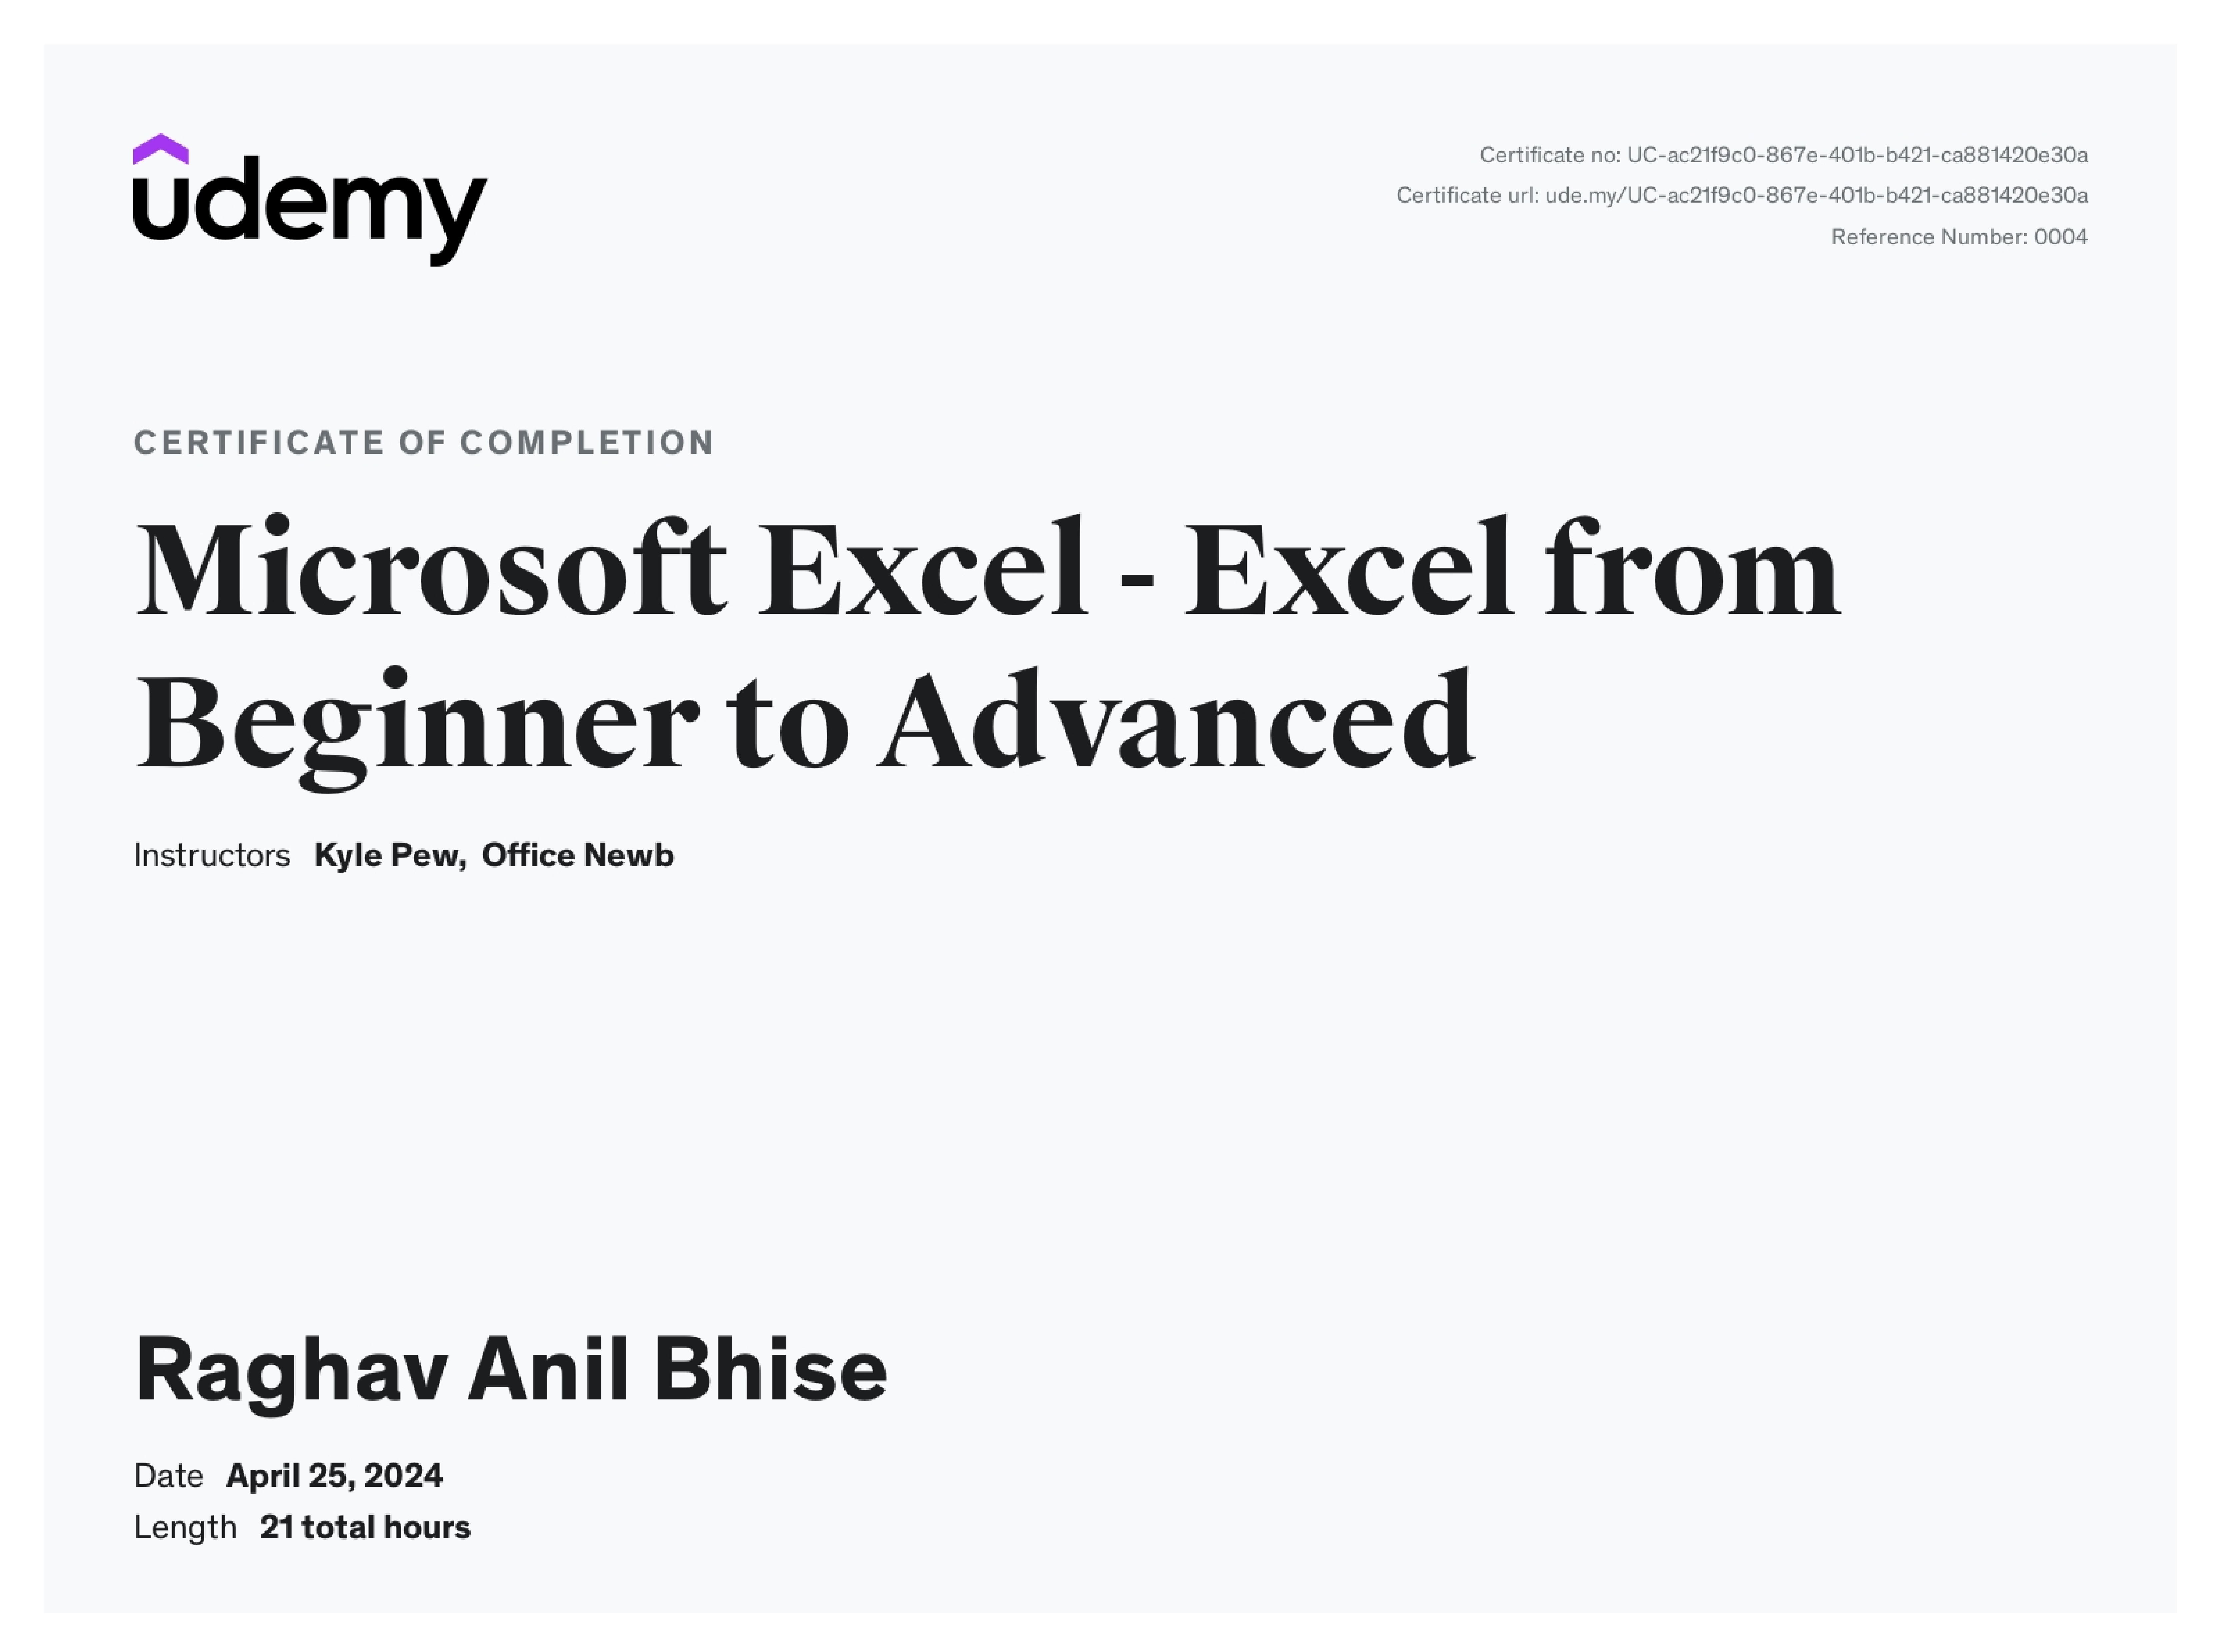 udemy
Certificate no: UC-ac21f9c0-867e-401b-b421-ca881420e30a
Certificate url: ude.my/UC-ac21f9c0-867e-401b-b421-ca881420e30a
Reference Number: 0004
CERTIFICATE OF COMPLETION
Microsoft Excel - Excel from
Beginner to Advanced
Instructors Kyle Pew, Office Newb
Raghav Anil Bhise
Date April 25, 2024
Length 21 total hours